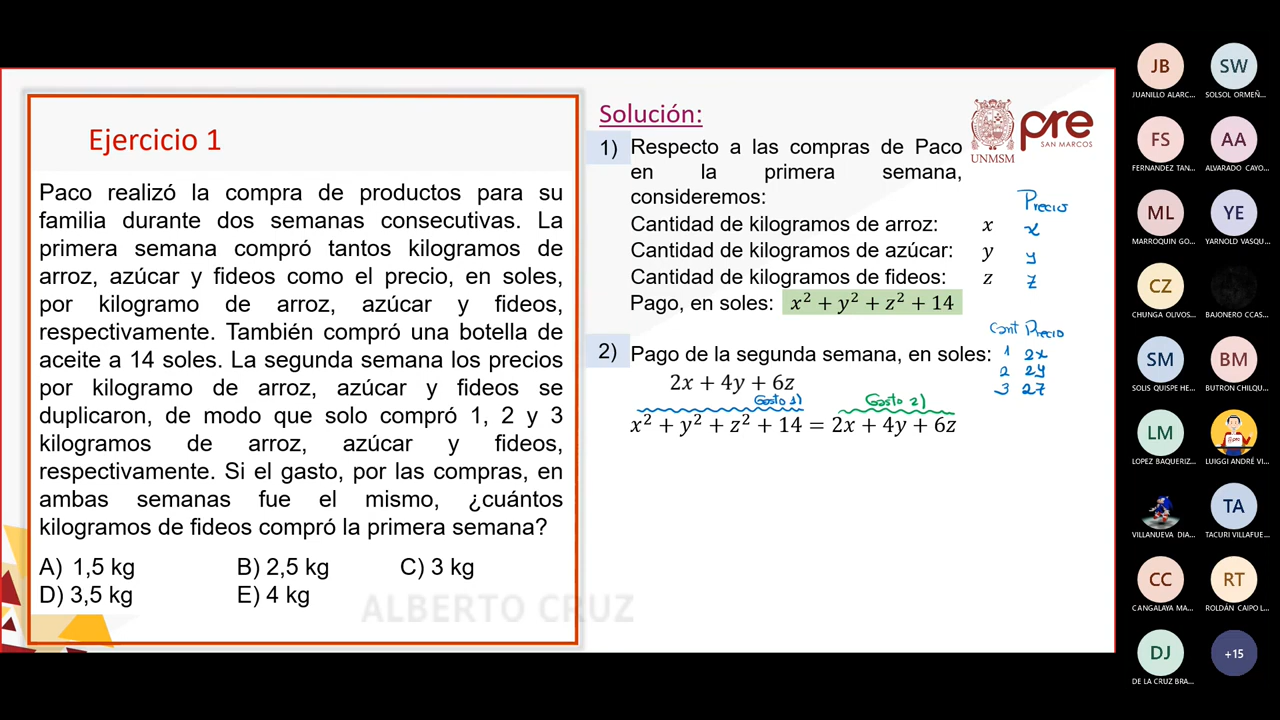 Ejercicio 1
Paco realizó la compra de productos para su
familia durante dos semanas consecutivas. La
primera semana compró tantos kilogramos de
arroz, azúcar y fideos como el precio, en soles,
por kilogramo de arroz, azúcar y fideos,
respectivamente. También compró una botella de
aceite a 14 soles. La segunda semana los precios
por kilogramo de arroz, azúcar y fideos se
duplicaron, de modo que solo compró 1, 2 y 3
kilogramos de arroz, azúcar y fideos,
respectivamente. Si el gasto, por las compras, en
ambas semanas fue el mismo, ¿cuántos
kilogramos de fideos compró la primera semana?
A) 1,5 kg B) 2,5 kg C) 3 kg
D) 3,5 kg E) 4 kg
ALBERTO CRUZ
Solución:
1) Respecto a las compras de Paco
en la primera semana,
consideremos:
Precio
Cantidad de kilogramos de arroz: x x
Cantidad de kilogramos de azúcar: y y
Cantidad de kilogramos de fideos: z z
Pago, en soles: x² + y² + z² + 14
2) Pago de la segunda semana, en soles:
2x + 4y + 6z
Cant Precio
1 2x
2 2y
3 2z
Gasto 1) Gasto 2)
x² + y² + z² + 14 = 2x + 4y + 6z
UNMSM
pre
SAN MARCOS
JB SW
JUANILLO ALARC... SOLSOL ORMEÑ...
FS AA
FERNANDEZ TAN... ALVARADO CAYO...
ML YE
MARROQUIN GO... YARNOLD VASQU...
CZ
CHUNGA OLIVOS... BAJONERO CCAS...
SM BM
SOLIS QUISPE HE... BUTRON CHILQU...
LM
LOPEZ BAQUERIZ... LUIGGI ANDRÉ VI...
TA
VILLANUEVA DIA... TACURI VILLAFUE...
CC RT
CANGALAYA MA... ROLDÁN CAIPO L...
DJ +15
DE LA CRUZ BRA...